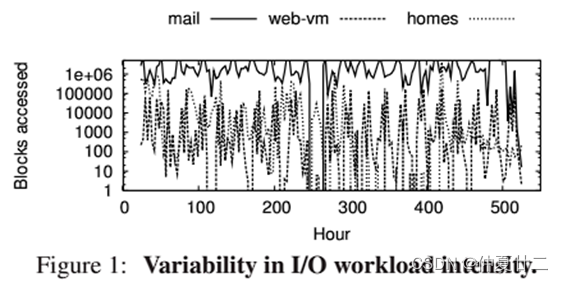 mail web-vm homes
Blocks accessed
1e+06
100000
10000
1000
100
10
1
0 100 200 300 400 500
Hour
Figure 1: Variability in I/O workload intensity.